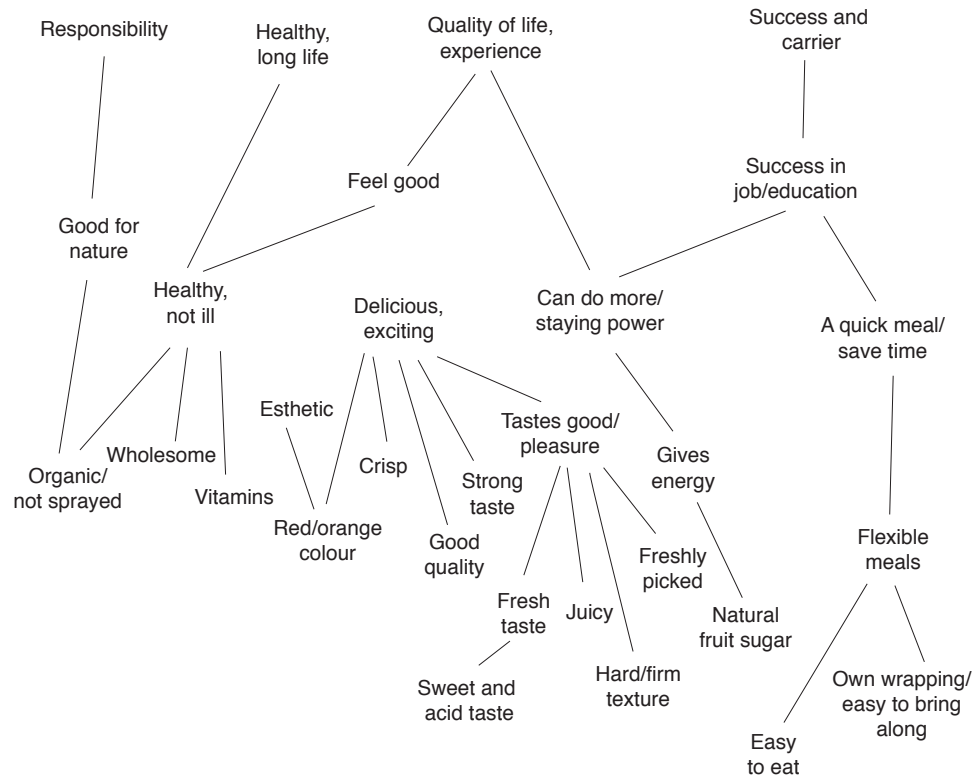 Responsibility
Healthy,
long life
Quality of life,
experience
Success and
carrier
Feel good
Success in
job/education
Good for
nature
Healthy,
not ill
Delicious,
exciting
Can do more/
staying power
A quick meal/
save time
Esthetic
Tastes good/
pleasure
Wholesome
Crisp
Gives
energy
Organic/
not sprayed
Vitamins
Strong
taste
Red/orange
colour
Good
quality
Freshly
picked
Flexible
meals
Fresh
taste
Juicy
Natural
fruit sugar
Sweet and
acid taste
Hard/firm
texture
Own wrapping/
easy to bring
along
Easy
to eat